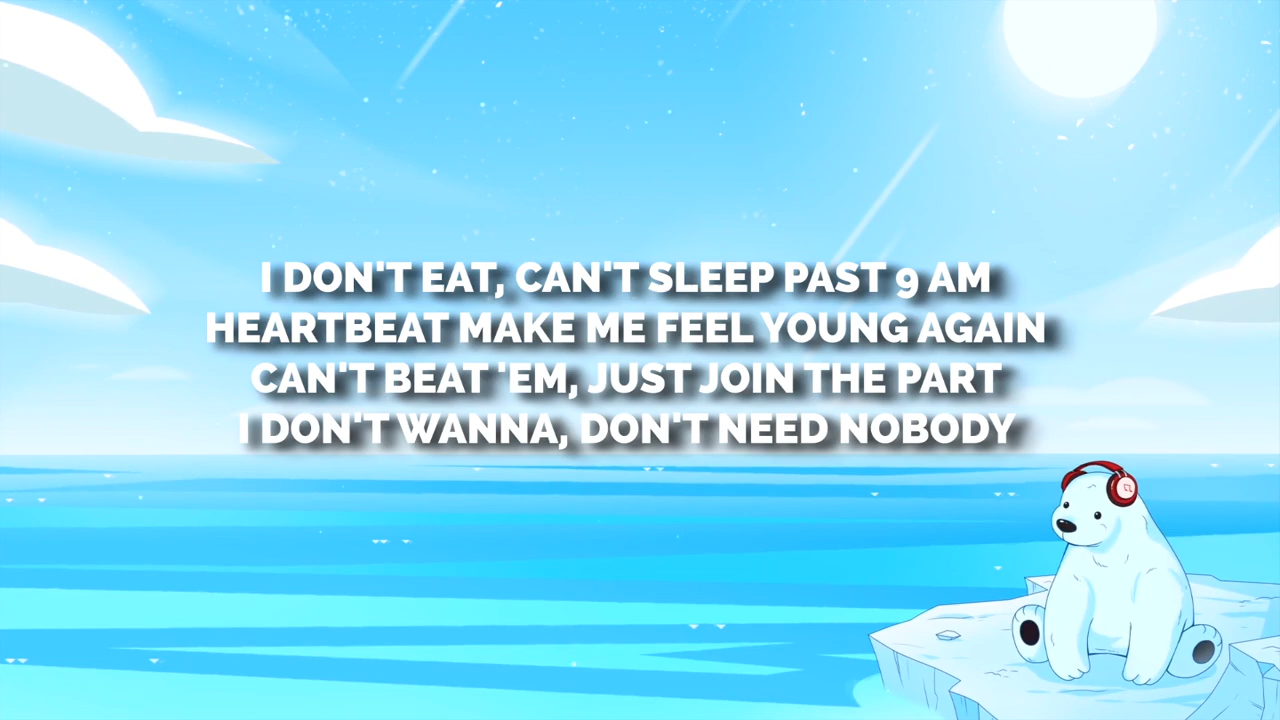 I DON'T EAT, CAN'T SLEEP PAST 9 AM
HEARTBEAT MAKE ME FEEL YOUNG AGAIN
CAN'T BEAT 'EM, JUST JOIN THE PART
I DON'T WANNA, DON'T NEED NOBODY